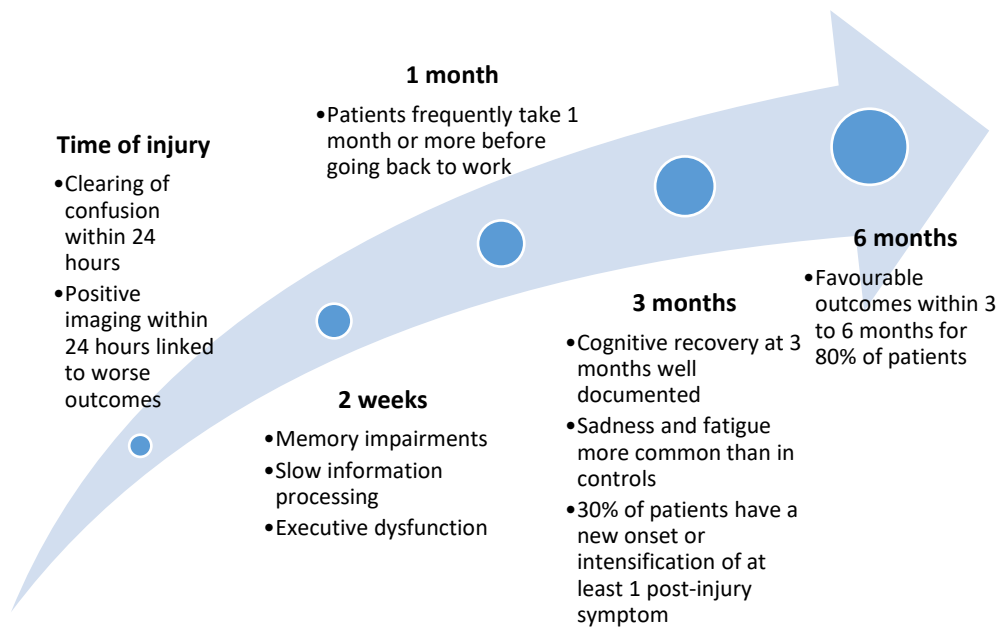 Time of injury
•Clearing of
confusion
within 24
hours
•Positive
imaging within
24 hours linked
to worse
outcomes
2 weeks
•Memory impairments
•Slow information
processing
•Executive dysfunction
1 month
•Patients frequently take 1
month or more before
going back to work
3 months
•Cognitive recovery at 3
months well
documented
•Sadness and fatigue
more common than in
controls
•30% of patients have a
new onset or
intensification of at
least 1 post-injury
symptom
6 months
•Favourable
outcomes within 3
to 6 months for
80% of patients